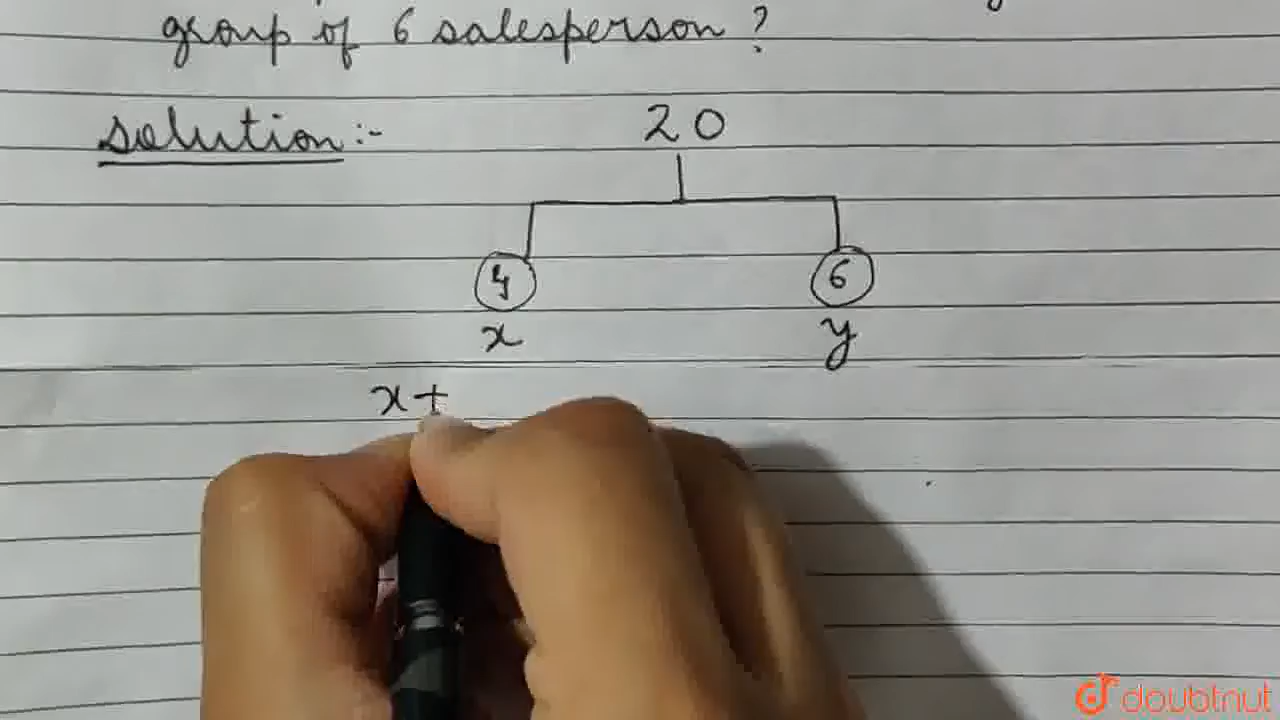 group of 6 salesperson ?
Solution :-
20
4
6
x
y
x +
doubtnut